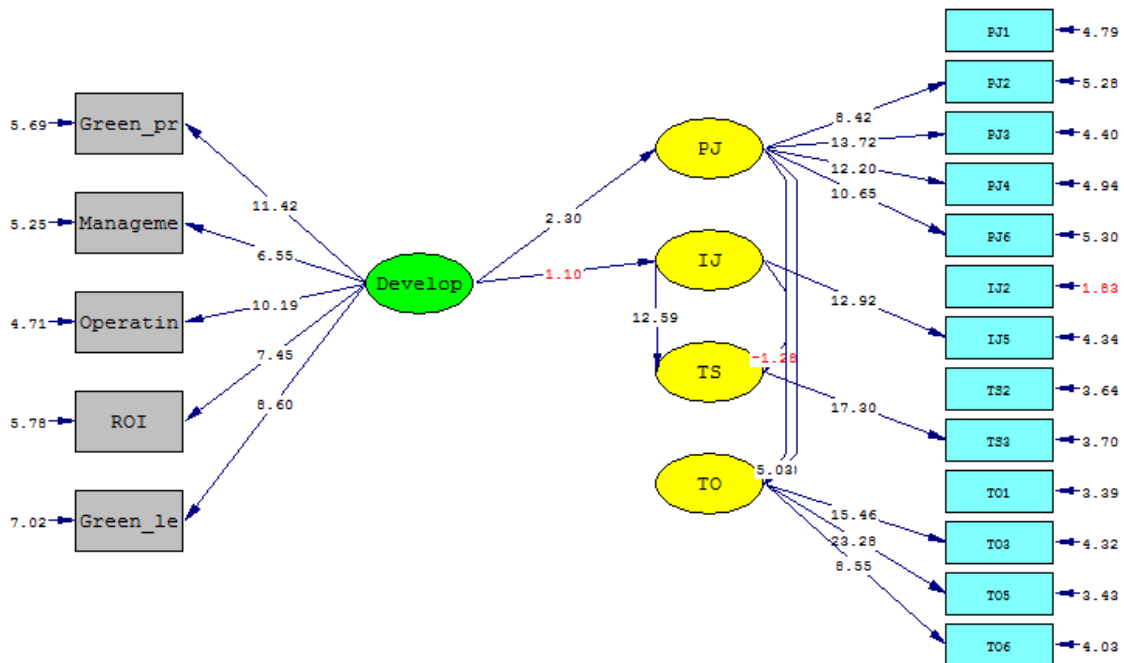 5.69 Green_pr
5.25 Manageme
4.71 Operatin
5.78 ROI
7.02 Green_le
11.42
6.55
10.19
7.45
8.60
Develop
2.30
1.10
PJ
IJ
12.59
TS
TO
-1.28
5.03
8.42
13.72
12.20
10.65
12.92
17.30
15.46
23.28
8.55
PJ1 4.79
PJ2 5.28
PJ3 4.40
PJ4 4.94
PJ6 5.30
IJ2 1.83
IJ5 4.34
TS2 3.64
TS3 3.70
TO1 3.39
TO3 4.32
TO5 3.43
TO6 4.03